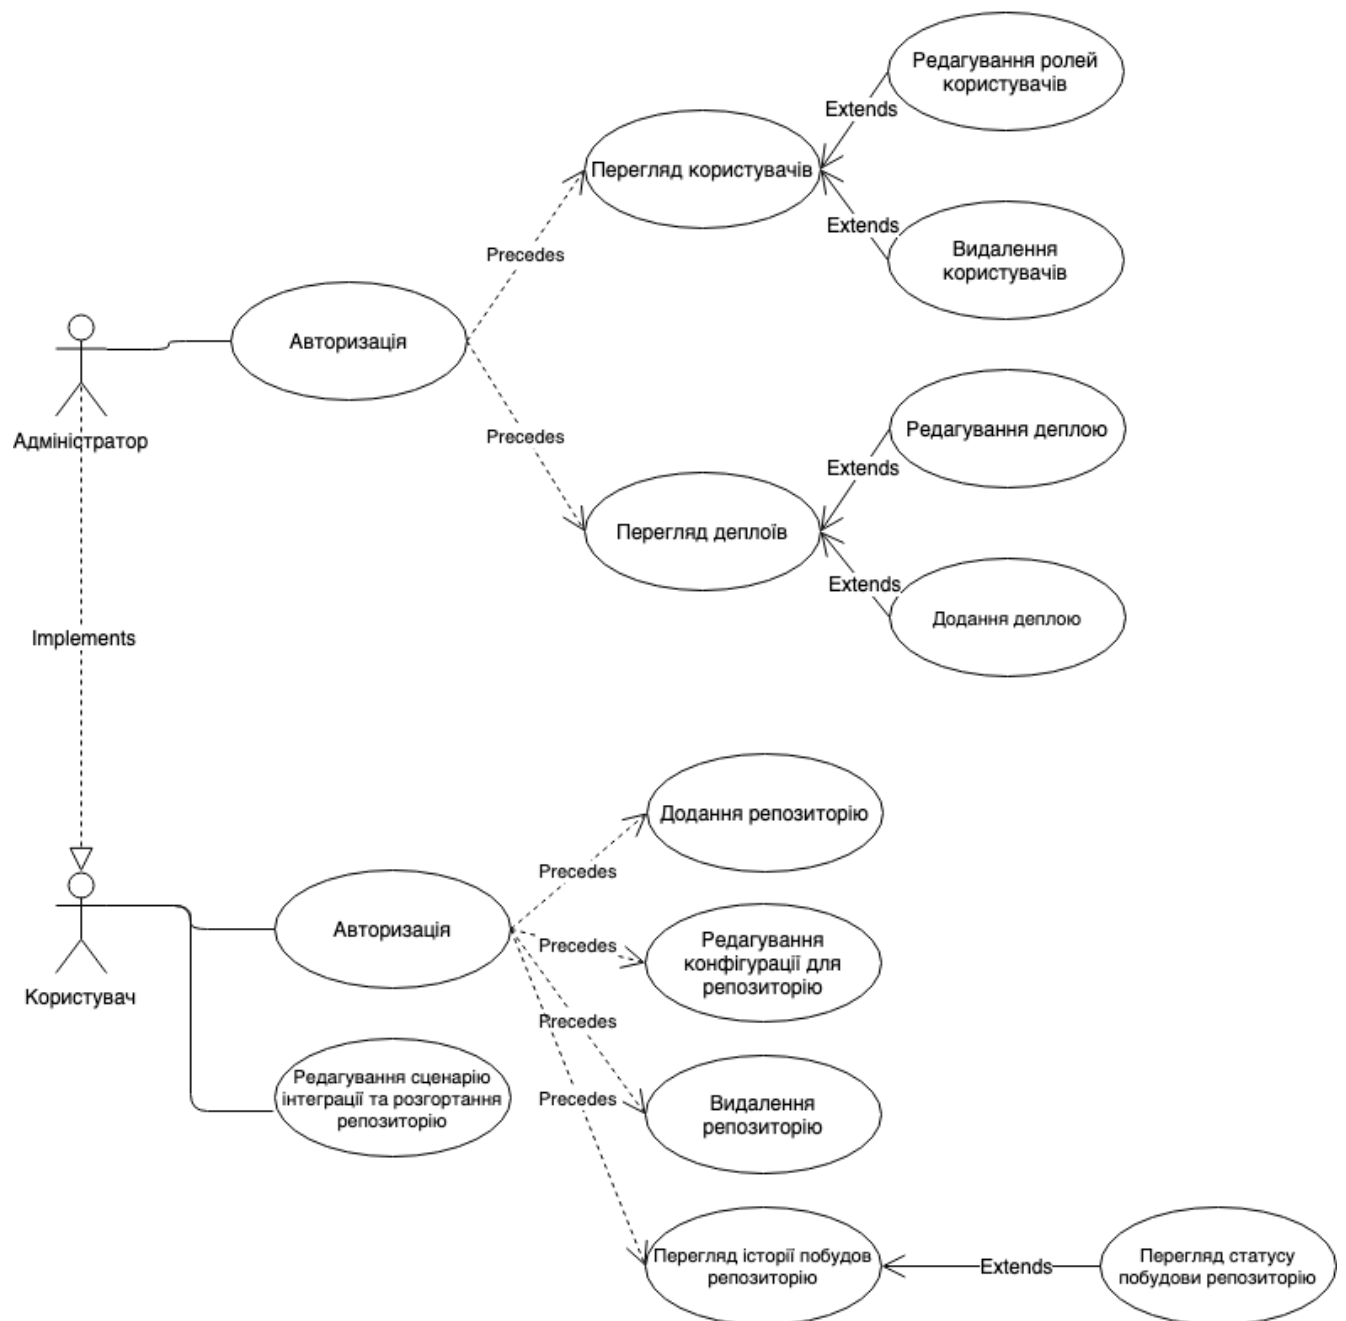 Редагування ролей
користувачів
Extends
Перегляд користувачів
Extends
Видалення
користувачів
Precedes
Авторизація
Адміністратор
Precedes
Редагування деплою
Extends
Перегляд деплоїв
Extends
Додання деплою
Implements
Додання репозиторію
Precedes
Авторизація
Precedes
Редагування
конфігурації для
репозиторію
Користувач
Precedes
Редагування сценарію
інтеграції та розгортання
репозиторію
Precedes
Видалення
репозиторію
Перегляд історії побудов
репозиторію
Extends
Перегляд статусу
побудови репозиторію